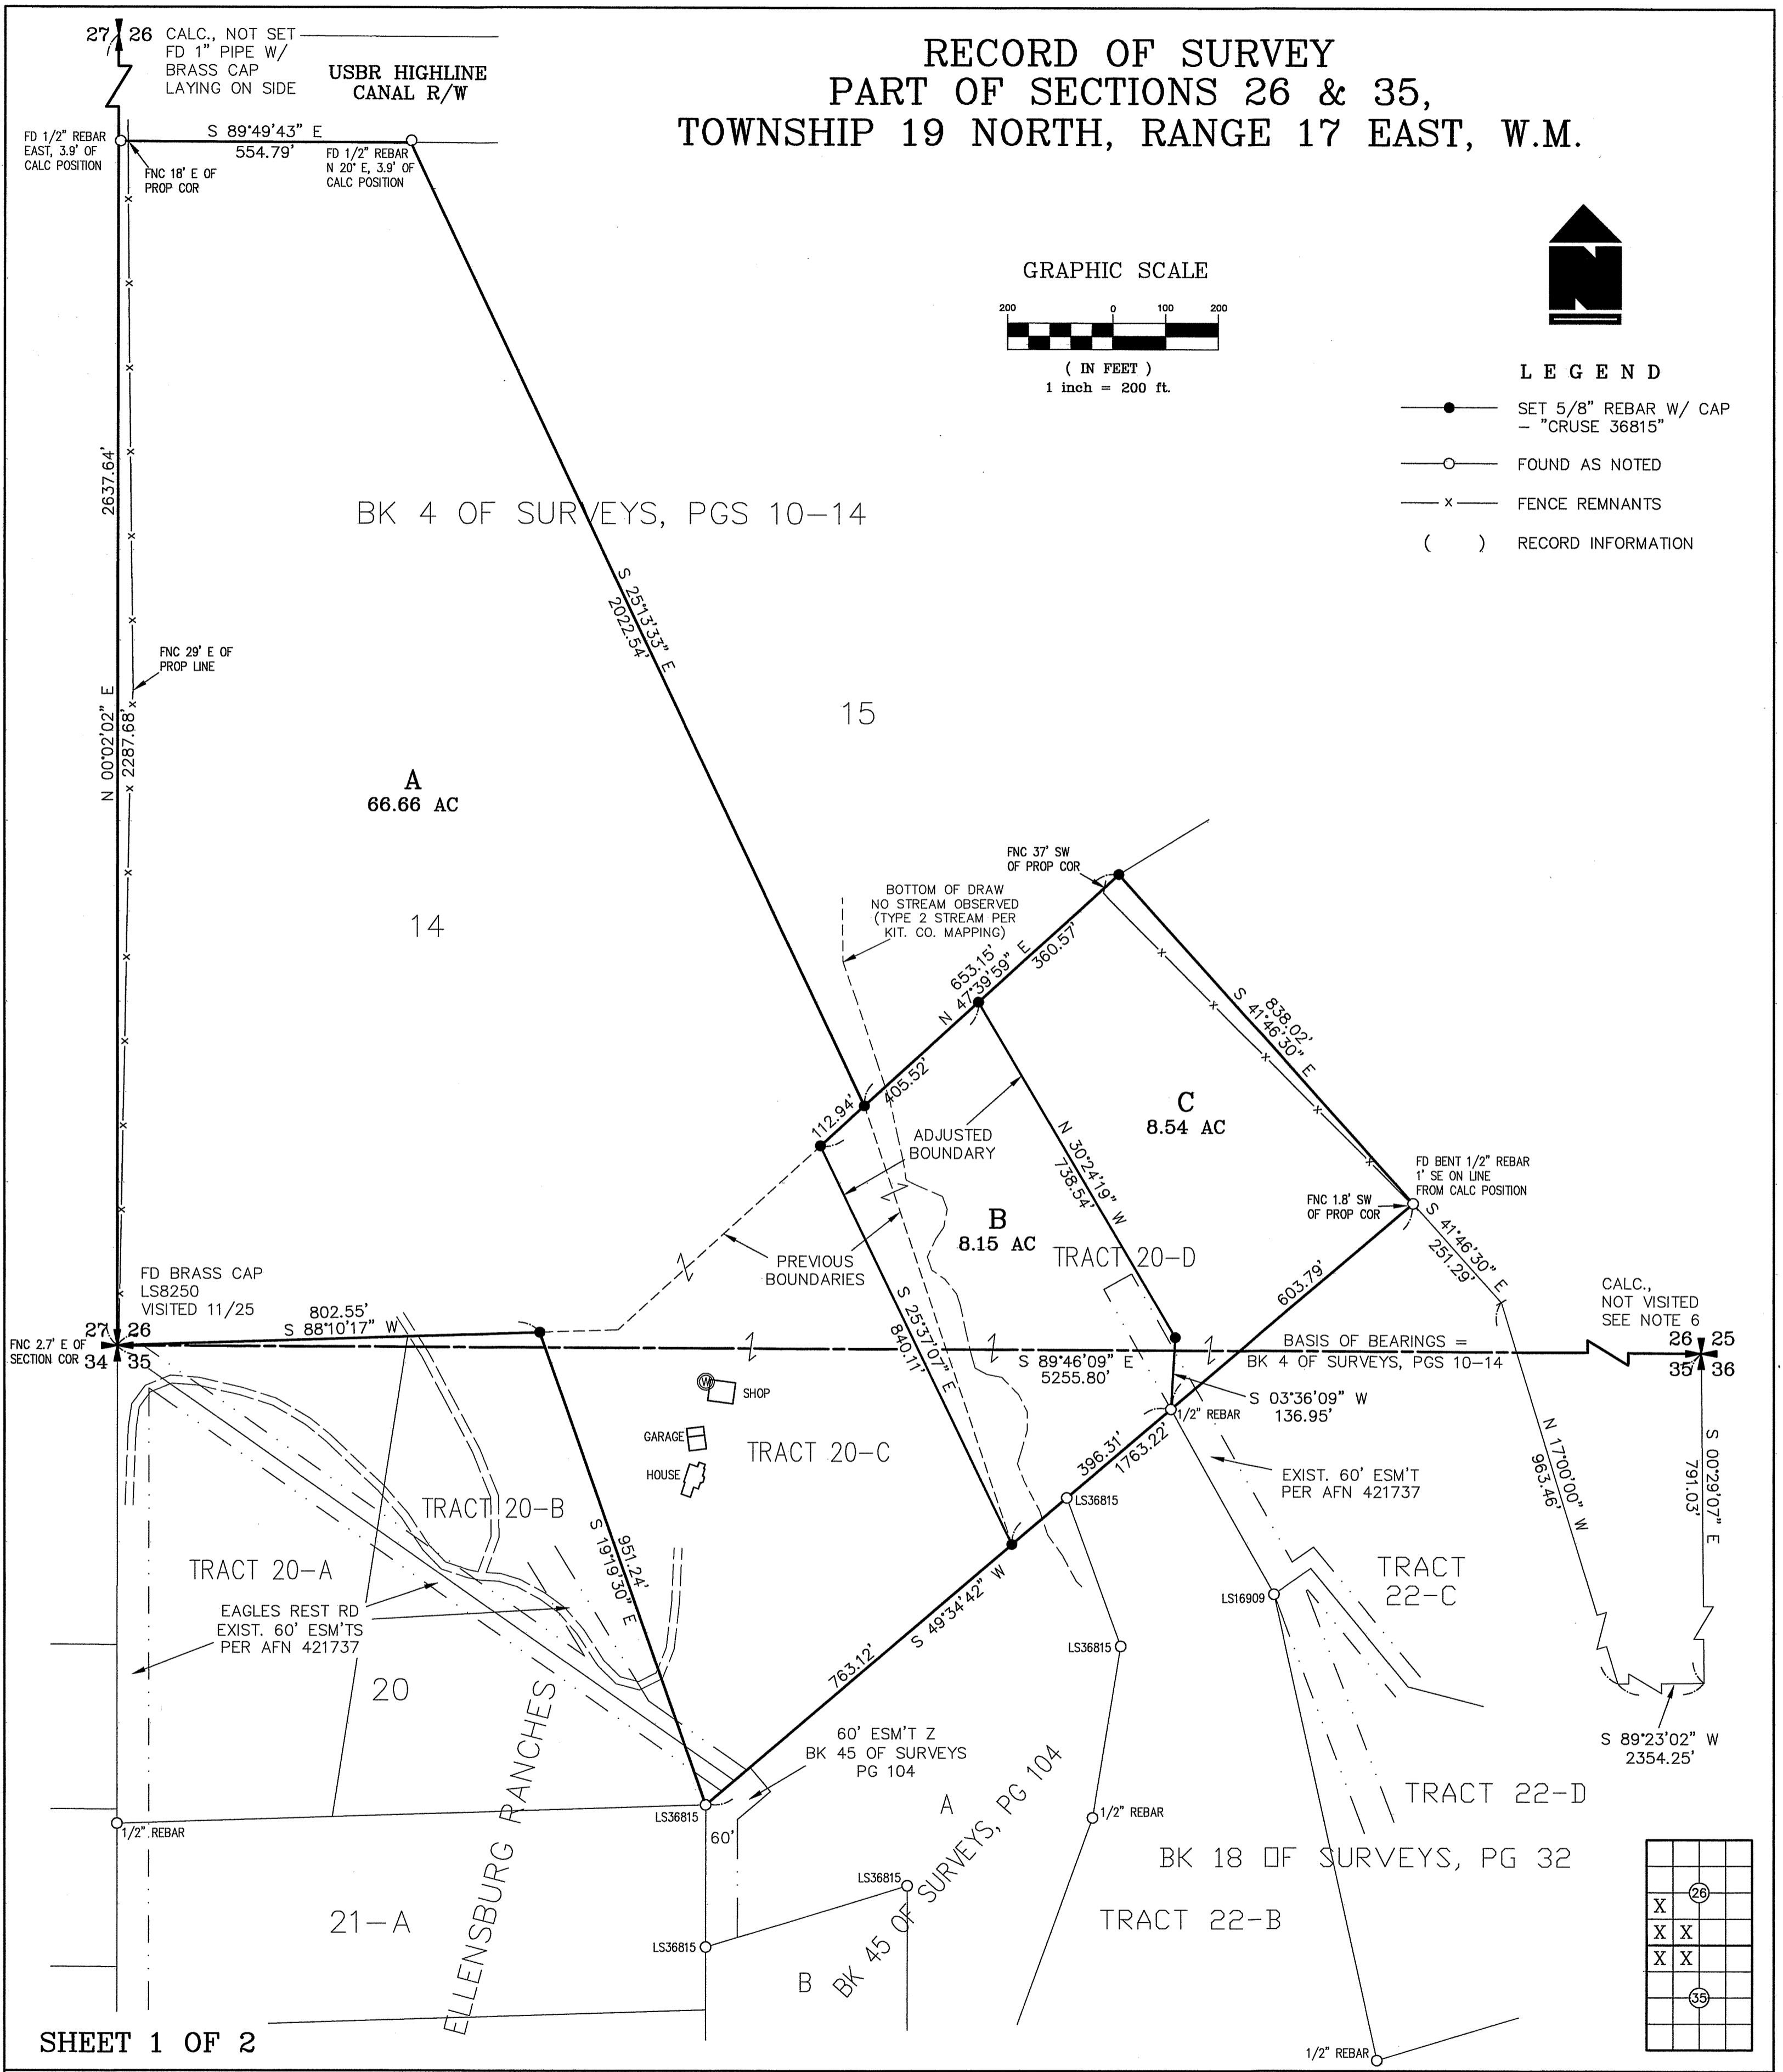 RECORD OF SURVEY
PART OF SECTIONS 26 & 35,
TOWNSHIP 19 NORTH, RANGE 17 EAST, W.M.
27 26
CALC., NOT SET
FD 1" PIPE W/
BRASS CAP
LAYING ON SIDE
USBR HIGHLINE
CANAL R/W
FD 1/2" REBAR
EAST, 3.9' OF
CALC POSITION
S 89°49'43" E
554.79'
FNC 18' E OF
PROP COR
FD 1/2" REBAR
N 20° E, 3.9' OF
CALC POSITION
GRAPHIC SCALE
200 0 100 200
( IN FEET )
1 inch = 200 ft.
N
LEGEND
SET 5/8" REBAR W/ CAP
– "CRUSE 36815"
FOUND AS NOTED
x FENCE REMNANTS
( ) RECORD INFORMATION
2637.64'
BK 4 OF SURVEYS, PGS 10–14
S 25°13'33" E
2022.54'
FNC 29' E OF
PROP LINE
N 00°02'02" E
2287.68'
15
A
66.66 AC
14
FNC 37' SW
OF PROP COR
BOTTOM OF DRAW
NO STREAM OBSERVED
(TYPE 2 STREAM PER
KIT. CO. MAPPING)
653.15'
N 47°39'59" E
360.57'
838.02'
S 41°46'30" E
405.52'
112.94'
C
8.54 AC
ADJUSTED
BOUNDARY
N 30°24'19" W
738.54'
FD BENT 1/2" REBAR
1' SE ON LINE
FROM CALC POSITION
FNC 1.8' SW
OF PROP COR
B
8.15 AC
TRACT 20–D
PREVIOUS
BOUNDARIES
S 41°46'30" E
251.29'
603.79'
FD BRASS CAP
LS8250
VISITED 11/25
802.55'
S 88°10'17" W
27 26
34 35
FNC 2.7' E OF
SECTION COR
S 25°37'07" E
840.11'
S 89°46'09" E
5255.80'
BASIS OF BEARINGS =
BK 4 OF SURVEYS, PGS 10–14
CALC.,
NOT VISITED
SEE NOTE 6
26 25
35 36
S 03°36'09" W
136.95'
1/2" REBAR
W
SHOP
GARAGE
HOUSE
TRACT 20–C
396.31'
1763.22'
EXIST. 60' ESM'T
PER AFN 421737
N 17°00'00" W
963.46'
S 00°29'07" E
791.03'
LS36815
TRACT 20–B
951.24'
S 19°19'30" E
TRACT 20–A
EAGLES REST RD
EXIST. 60' ESM'TS
PER AFN 421737
TRACT
22–C
LS16909
LS36815
S 49°34'42" W
763.12'
20
60' ESM'T Z
BK 45 OF SURVEYS
PG 104
S 89°23'02" W
2354.25'
TRACT 22–D
1/2" REBAR
LS36815
60'
A
1/2" REBAR
BK 18 OF SURVEYS, PG 32
LS36815
BK 45 OF SURVEYS, PG 104
TRACT 22–B
21–A
ELLENSBURG RANCHES
LS36815
B
26
X
X X
X X
35
SHEET 1 OF 2
1/2" REBAR